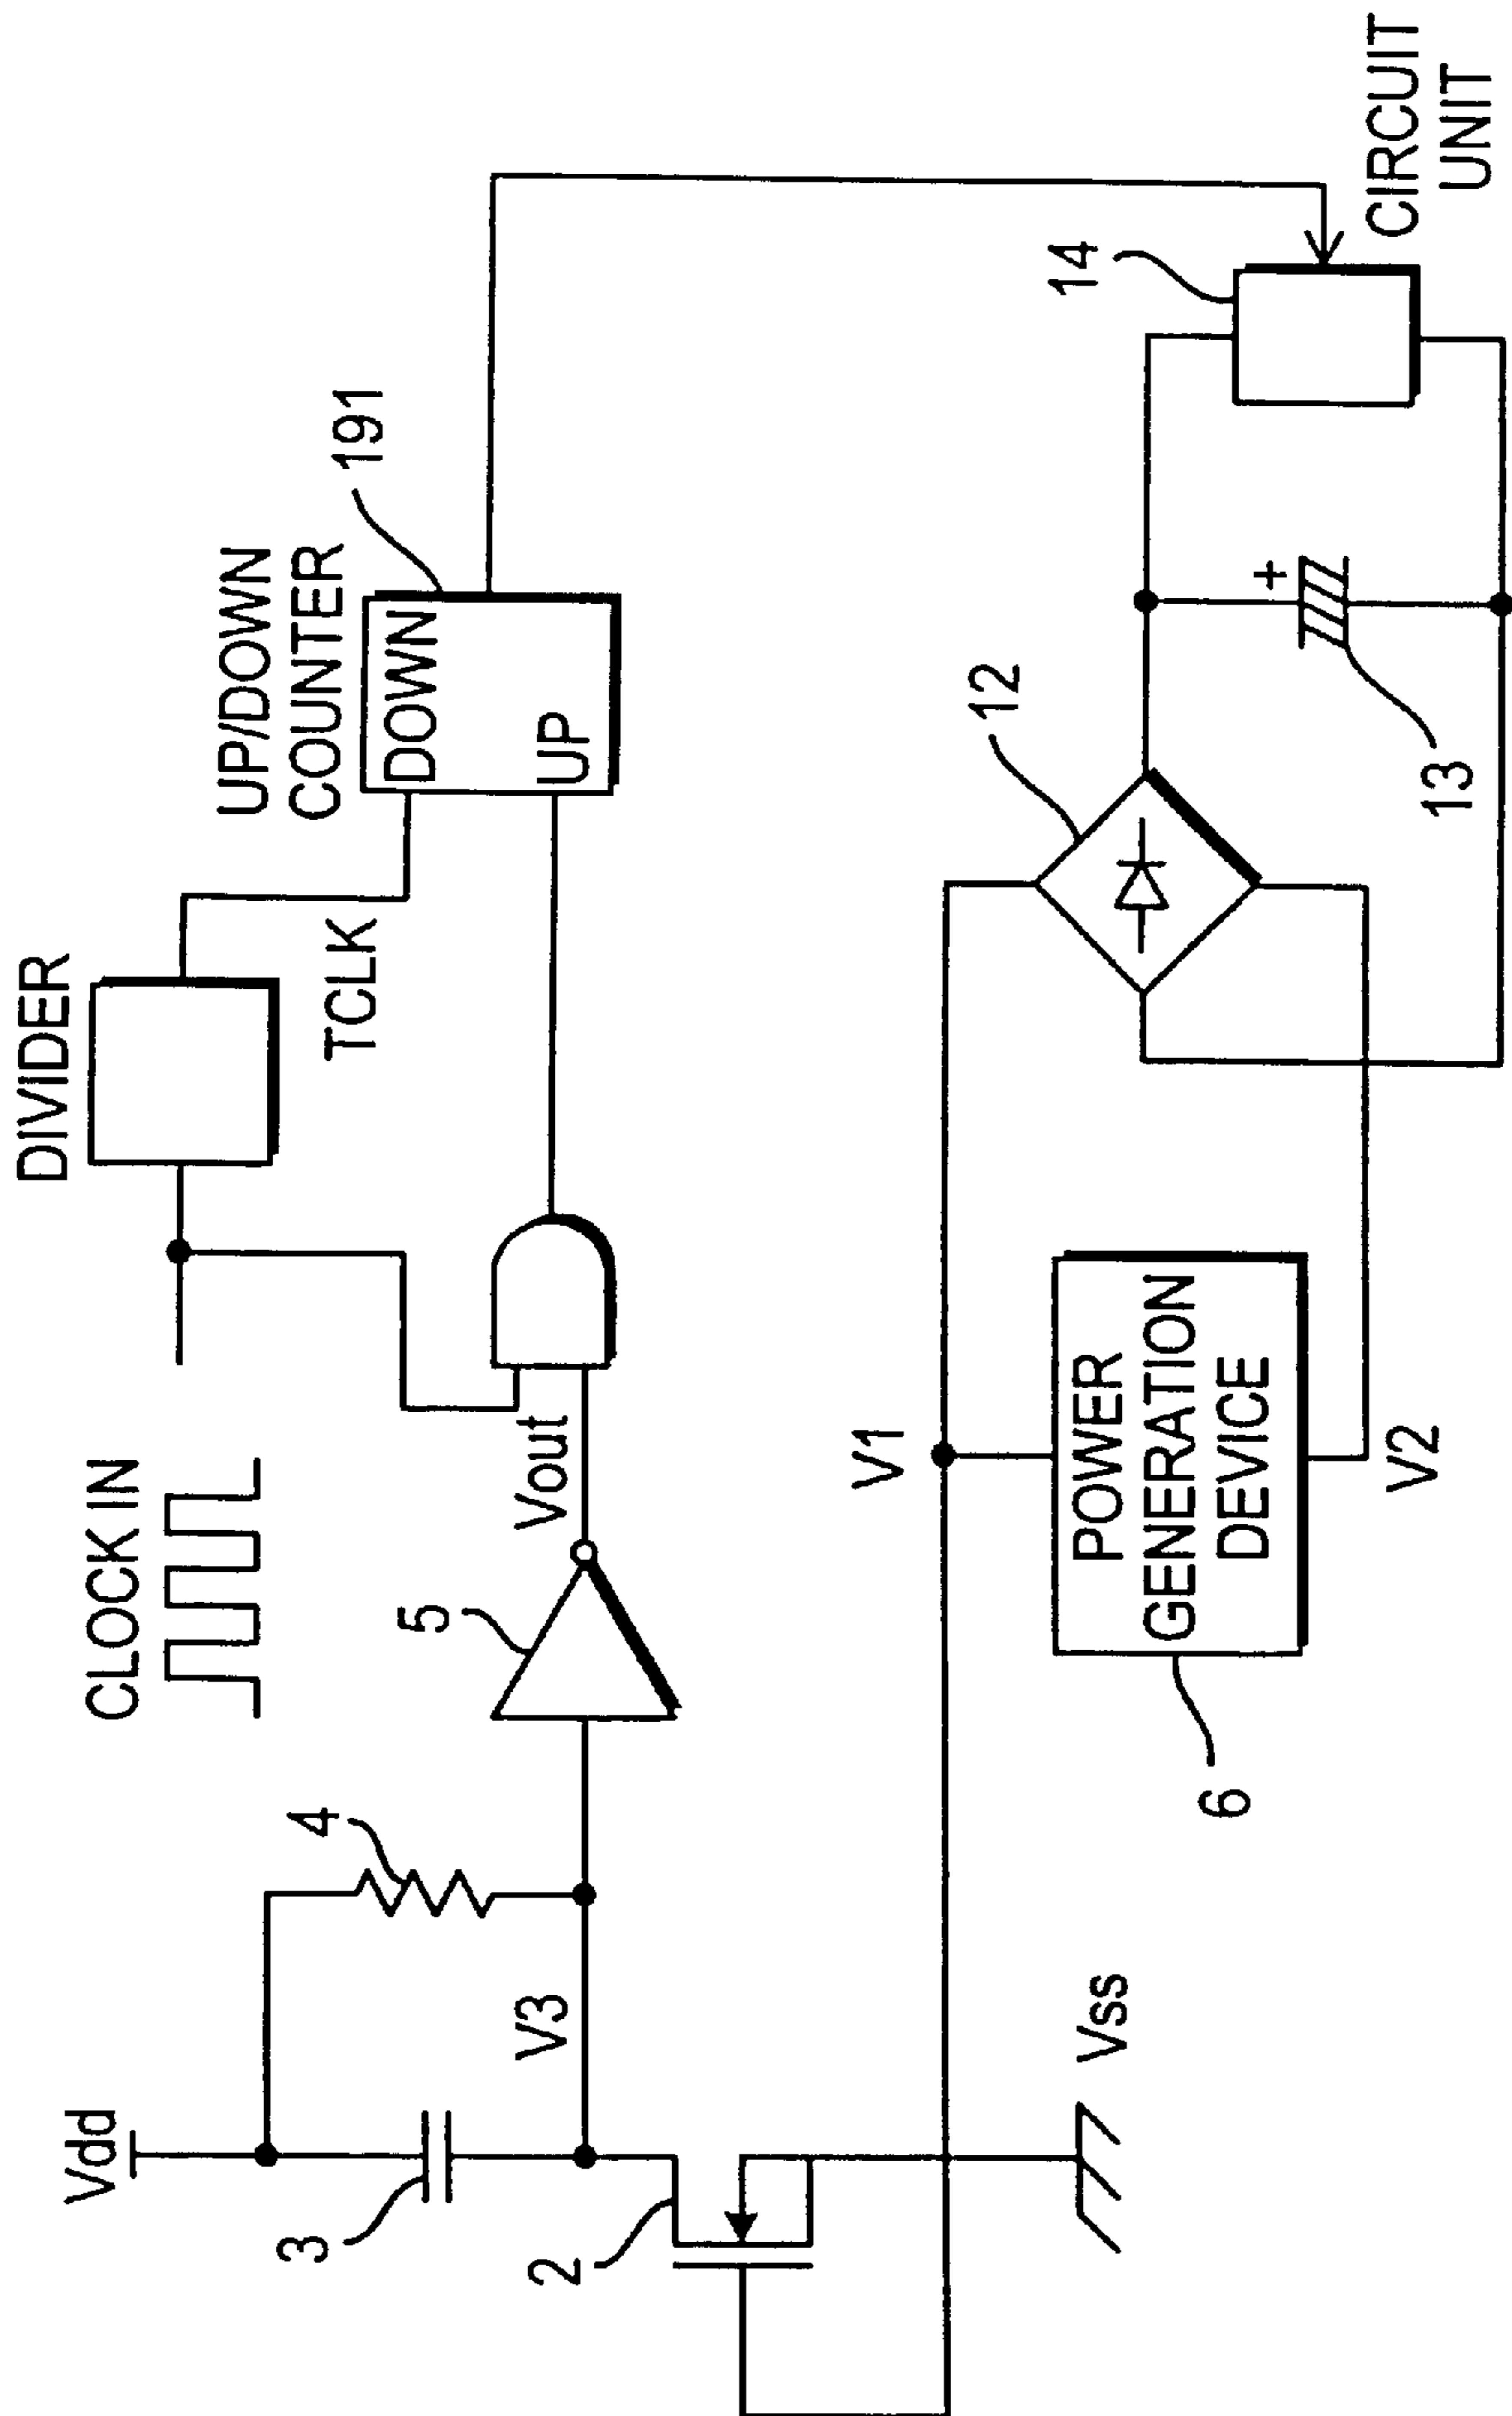 Vdd
3
2
Vss
V3
4
5
CLOCK IN
Vout
DIVIDER
TCLK
UP/DOWN
COUNTER
DOWN
UP
191
V1
POWER
GENERATION
DEVICE
6
V2
12
13
14
+
CIRCUIT
UNIT